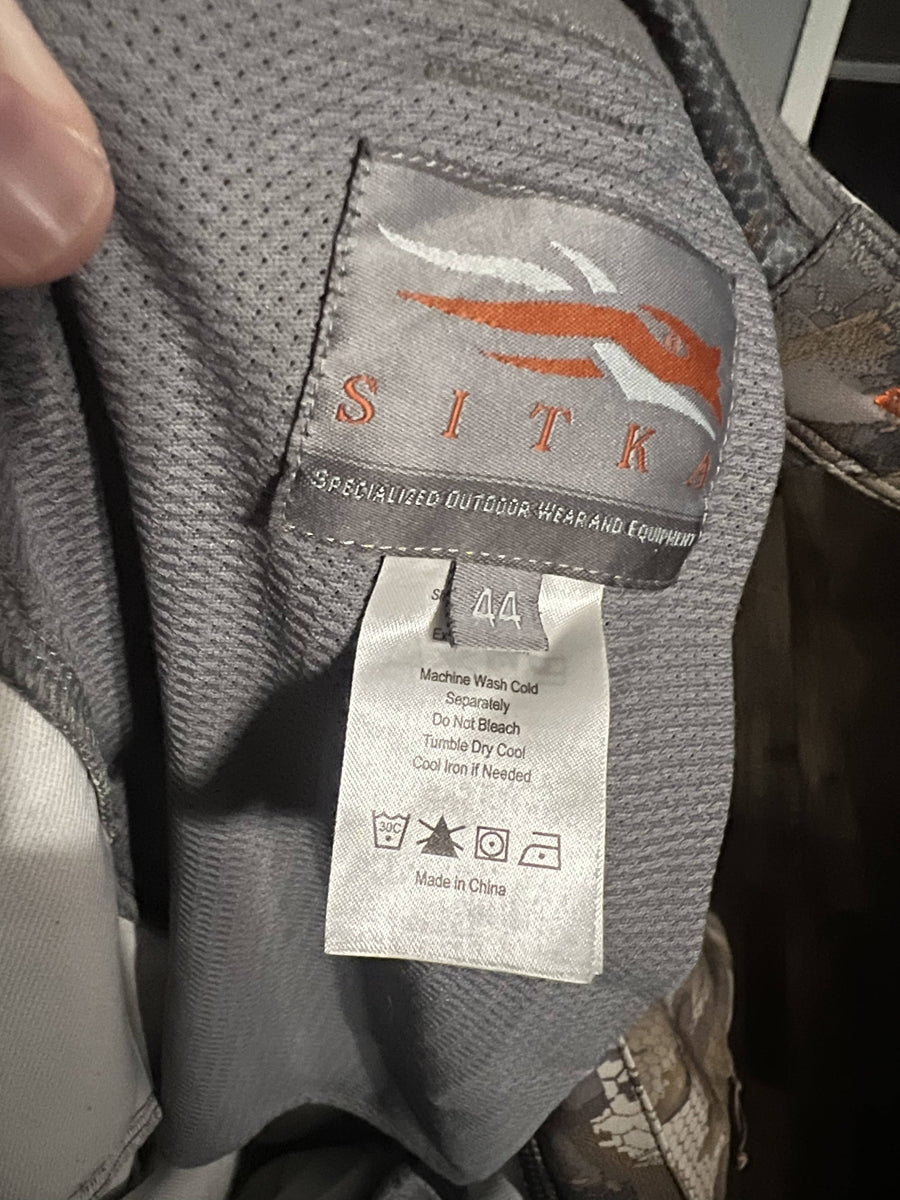 SITKA
SPECIALIZED OUTDOOR WEAR AND EQUIPMENT
44
Machine Wash Cold
Separately
Do Not Bleach
Tumble Dry Cool
Cool Iron if Needed
30C
Made in China